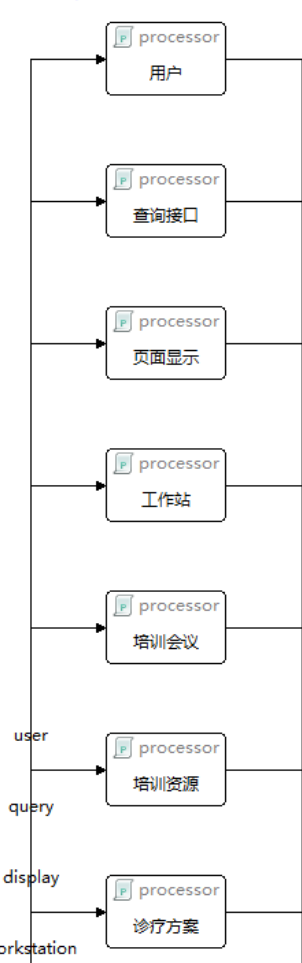 processor
用户
processor
查询接口
processor
页面显示
processor
工作站
processor
培训会议
user
processor
培训资源
query
display
processor
诊疗方案
orkstation